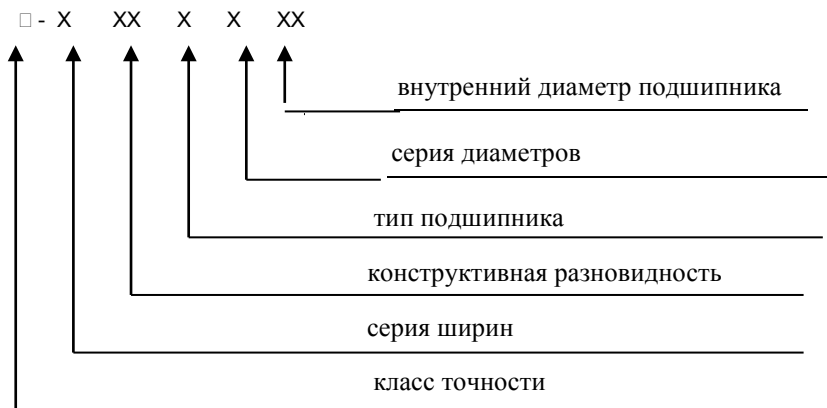 □ - X XX X X XX
внутренний диаметр подшипника
серия диаметров
тип подшипника
конструктивная разновидность
серия ширин
класс точности